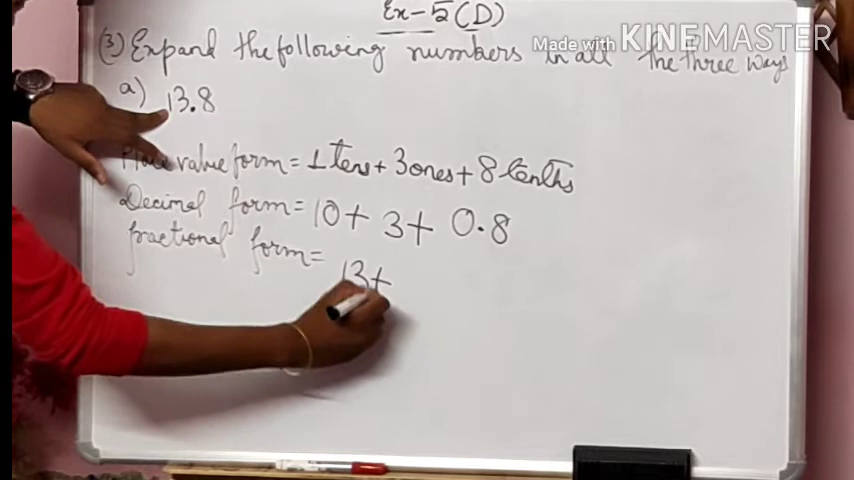 Ex-5(D)
Made with KINEMASTER
(3) Expand the following numbers in all the three ways
a) 13.8
Place value form = 1 tens + 3 ones + 8 tenths
Decimal form = 10 + 3 + 0.8
fractional form =
13 +